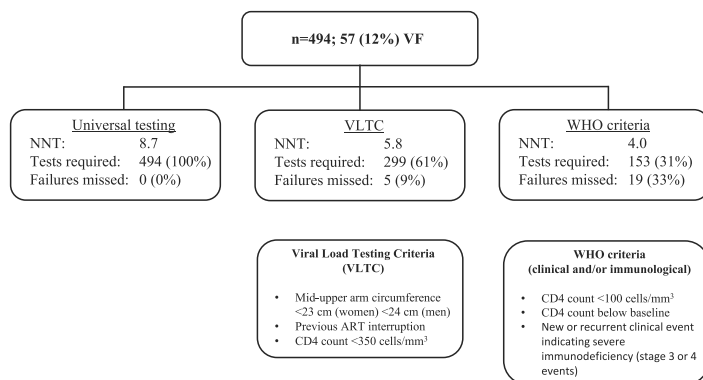 n=494; 57 (12%) VF
Universal testing
NNT: 8.7
Tests required: 494 (100%)
Failures missed: 0 (0%)
VLTC
NNT: 5.8
Tests required: 299 (61%)
Failures missed: 5 (9%)
WHO criteria
NNT: 4.0
Tests required: 153 (31%)
Failures missed: 19 (33%)
Viral Load Testing Criteria
(VLTC)
• Mid-upper arm circumference
<23 cm (women) <24 cm (men)
• Previous ART interruption
• CD4 count <350 cells/mm³
WHO criteria
(clinical and/or immunological)
• CD4 count <100 cells/mm³
• CD4 count below baseline
• New or recurrent clinical event
indicating severe
immunodeficiency (stage 3 or 4
events)